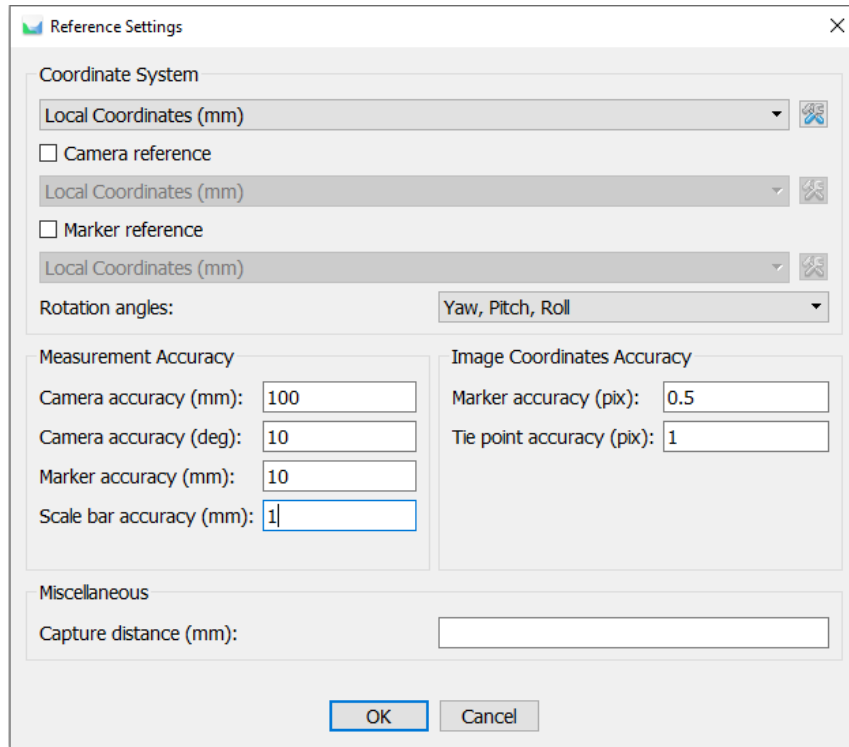 Reference Settings
Coordinate System
Local Coordinates (mm)
Camera reference
Local Coordinates (mm)
Marker reference
Local Coordinates (mm)
Rotation angles: Yaw, Pitch, Roll
Measurement Accuracy
Camera accuracy (mm): 100
Camera accuracy (deg): 10
Marker accuracy (mm): 10
Scale bar accuracy (mm): 1
Image Coordinates Accuracy
Marker accuracy (pix): 0.5
Tie point accuracy (pix): 1
Miscellaneous
Capture distance (mm):
OK Cancel